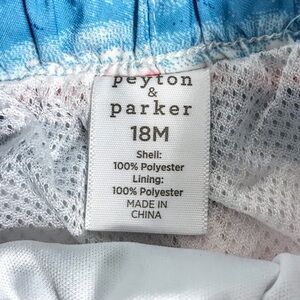 peyton
&
parker
18M
Shell:
100% Polyester
Lining:
100% Polyester
MADE IN
CHINA